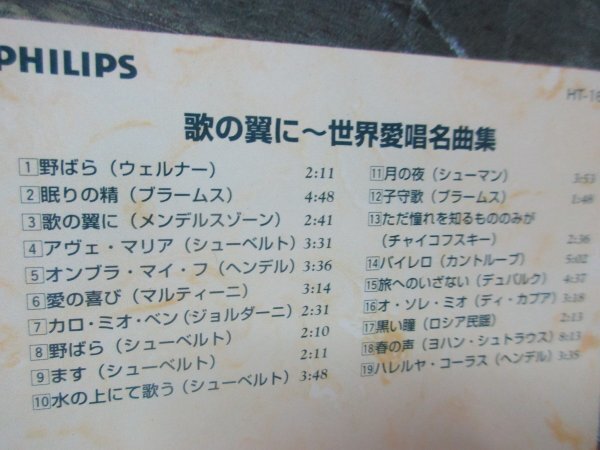 PHILIPS
HT-16
歌の翼に～世界愛唱名曲集
1 野ばら（ウェルナー） 2:11
2 眠りの精（ブラームス） 4:48
3 歌の翼に（メンデルスゾーン） 2:41
4 アヴェ・マリア（シューベルト） 3:31
5 オンブラ・マイ・フ（ヘンデル） 3:36
6 愛の喜び（マルティーニ） 3:14
7 カロ・ミオ・ベン（ジョルダーニ） 2:31
8 野ばら（シューベルト） 2:10
9 ます（シューベルト） 2:11
10 水の上にて歌う（シューベルト） 3:48
11 月の夜（シューマン） 3:53
12 子守歌（ブラームス） 1:48
13 ただ憧れを知るもののみが
（チャイコフスキー） 2:36
14 バイレロ（カントルーブ） 5:02
15 旅へのいざない（デュパルク） 4:37
16 オ・ソレ・ミオ（ディ・カプア） 3:18
17 黒い瞳（ロシア民謡） 2:13
18 春の声（ヨハン・シュトラウス） 8:13
19 ハレルヤ・コーラス（ヘンデル） 3:35